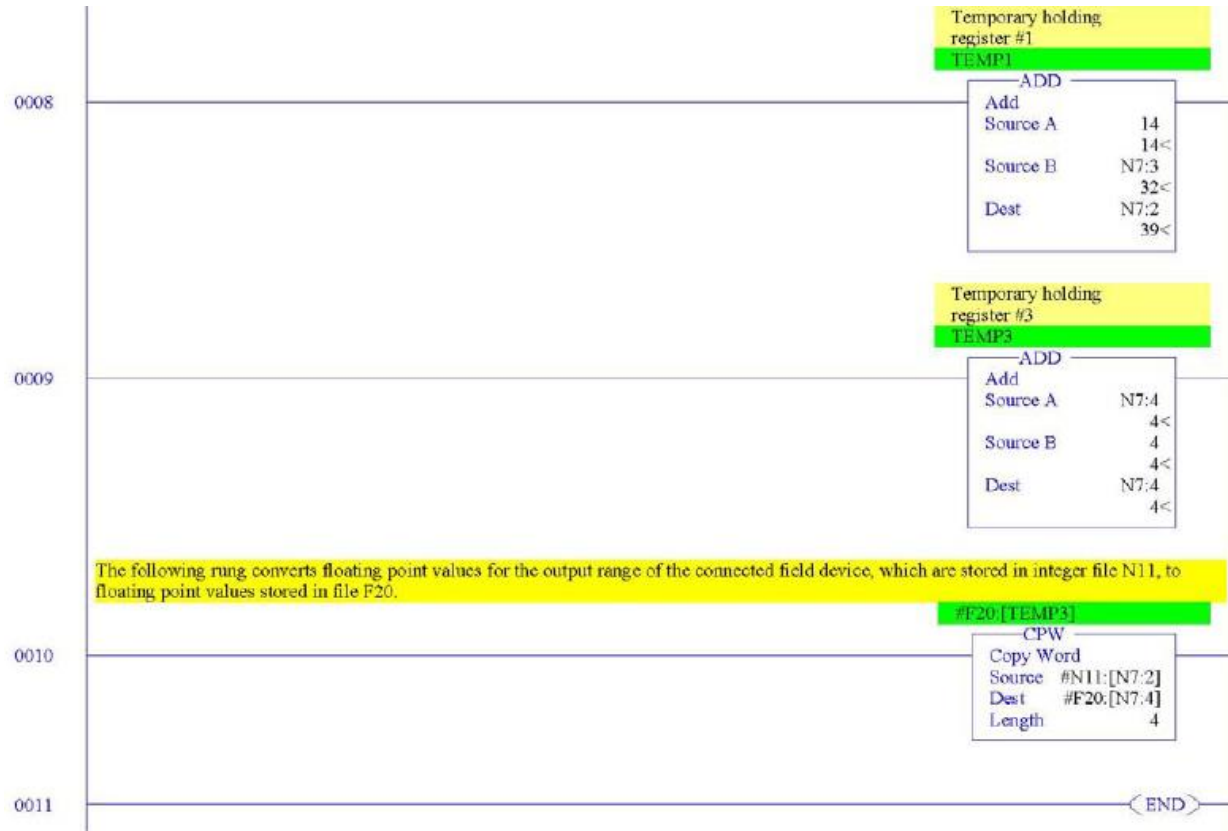 Temporary holding
register #1
TEMP1
ADD
0008
Add
Source A 14
14<
Source B N7:3
32<
Dest N7:2
39<
Temporary holding
register #3
TEMP3
ADD
0009
Add
Source A N7:4
4<
Source B 4
4<
Dest N7:4
4<
The following rung converts floating point values for the output range of the connected field device, which are stored in integer file N11, to
floating point values stored in file F20.
#F20:[TEMP3]
CPW
0010
Copy Word
Source #N11:[N7:2]
Dest #F20:[N7:4]
Length 4
0011
END